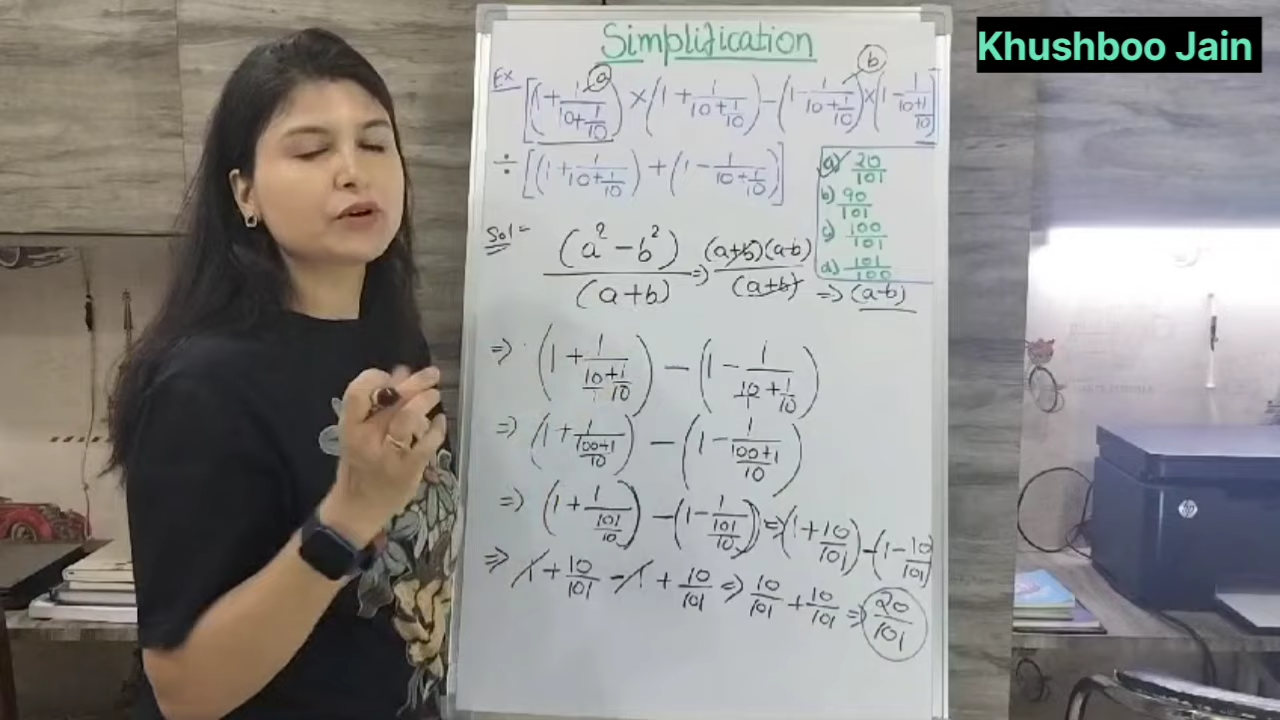 Khushboo Jain
Simplification
Ex [(1 + 1/(10 + 1/10)) × (1 + 1/(10 + 1/10)) - (1 - 1/(10 + 1/10)) × (1 - 1/(10 + 1/10))]
a
b
÷ [(1 + 1/(10 + 1/10)) + (1 - 1/(10 + 1/10))]
a) 20/101
b) 90/101
c) 100/101
d) 101/100
Sol = (a² - b²)/(a+b) ⇒ (a+b)(a-b)/(a+b) ⇒ (a-b)
⇒ (1 + 1/(10 + 1/10)) - (1 - 1/(10 + 1/10))
⇒ (1 + 1/((100+1)/10)) - (1 - 1/((100+1)/10))
⇒ (1 + 1/(101/10)) - (1 - 1/(101/10)) ⇒ (1 + 10/101) - (1 - 10/101)
⇒ 1 + 10/101 - 1 + 10/101 ⇒ 10/101 + 10/101 ⇒ 20/101
hp